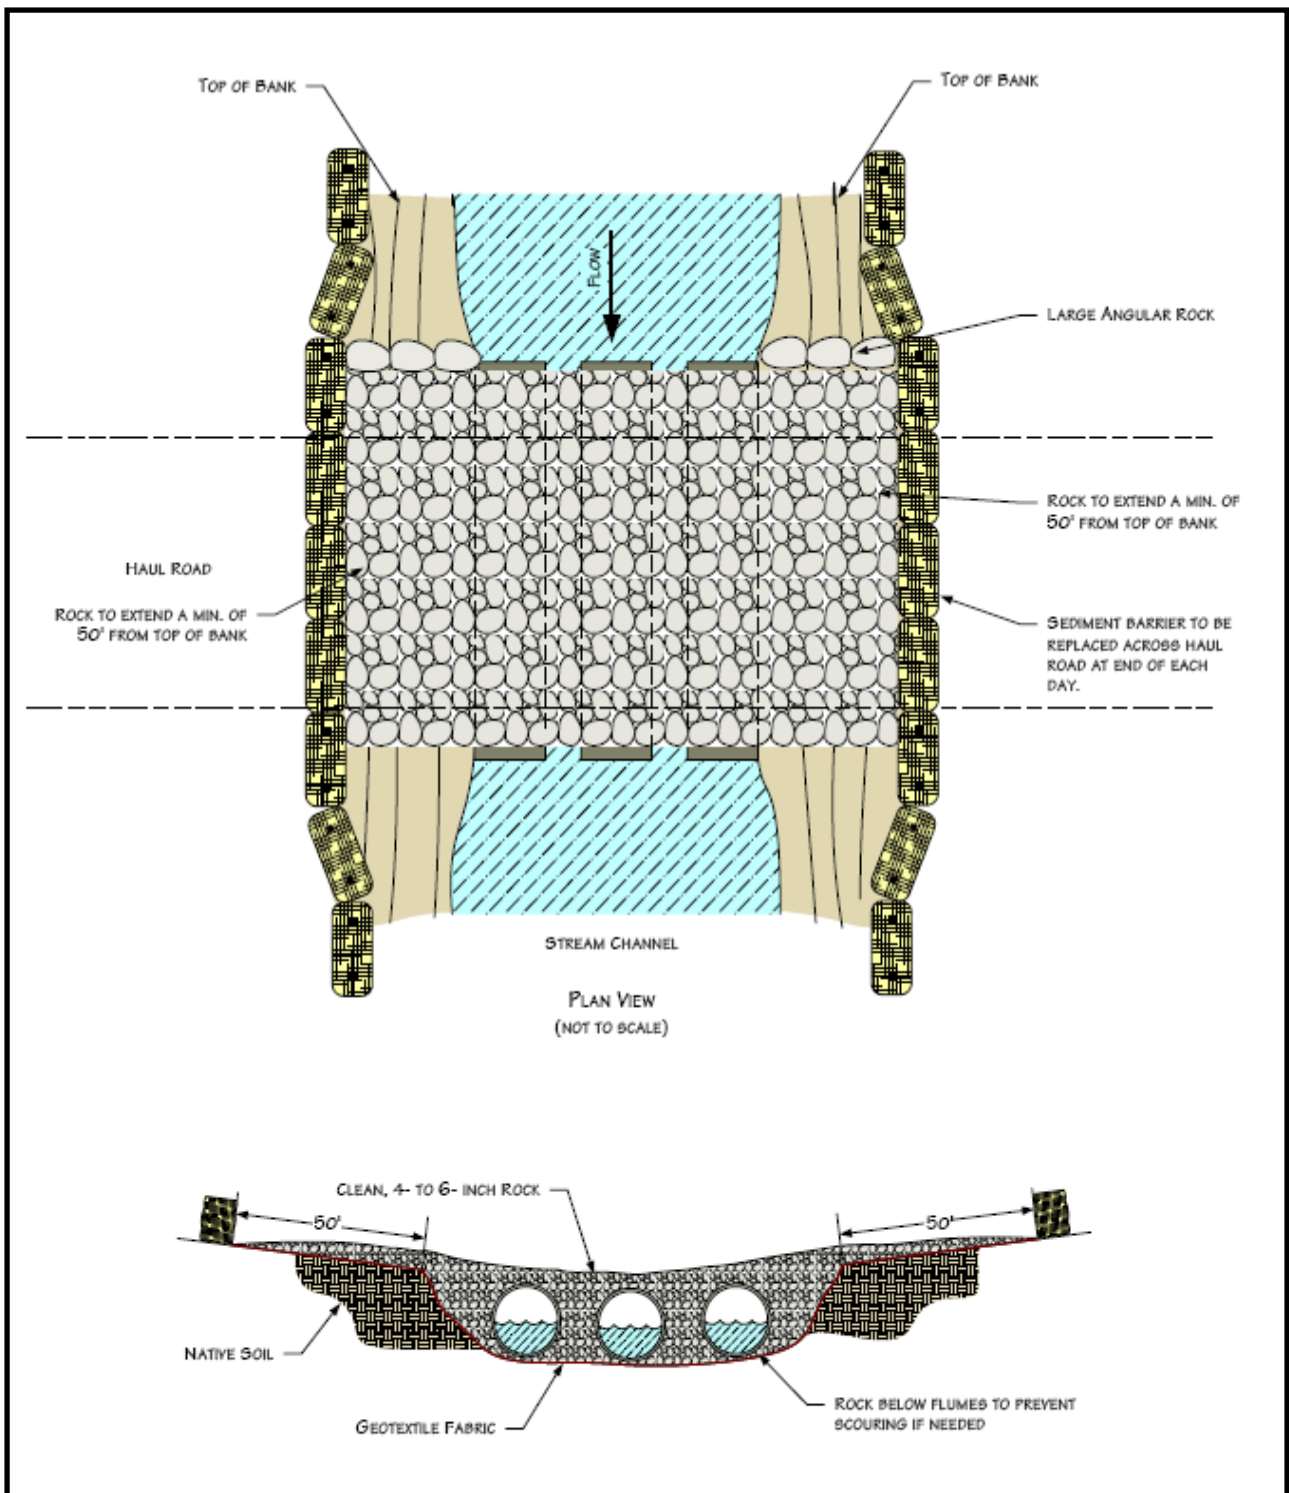 Top of Bank
Top of Bank
Flow
Large Angular Rock
Rock to extend a min. of
50' from top of bank
Haul Road
Rock to extend a min. of
50' from top of bank
Sediment barrier to be
replaced across haul
road at end of each
day.
Stream Channel
Plan View
(not to scale)
Clean, 4- to 6- inch Rock
50'
50'
Native Soil
Geotextile Fabric
Rock below flumes to prevent
scouring if needed